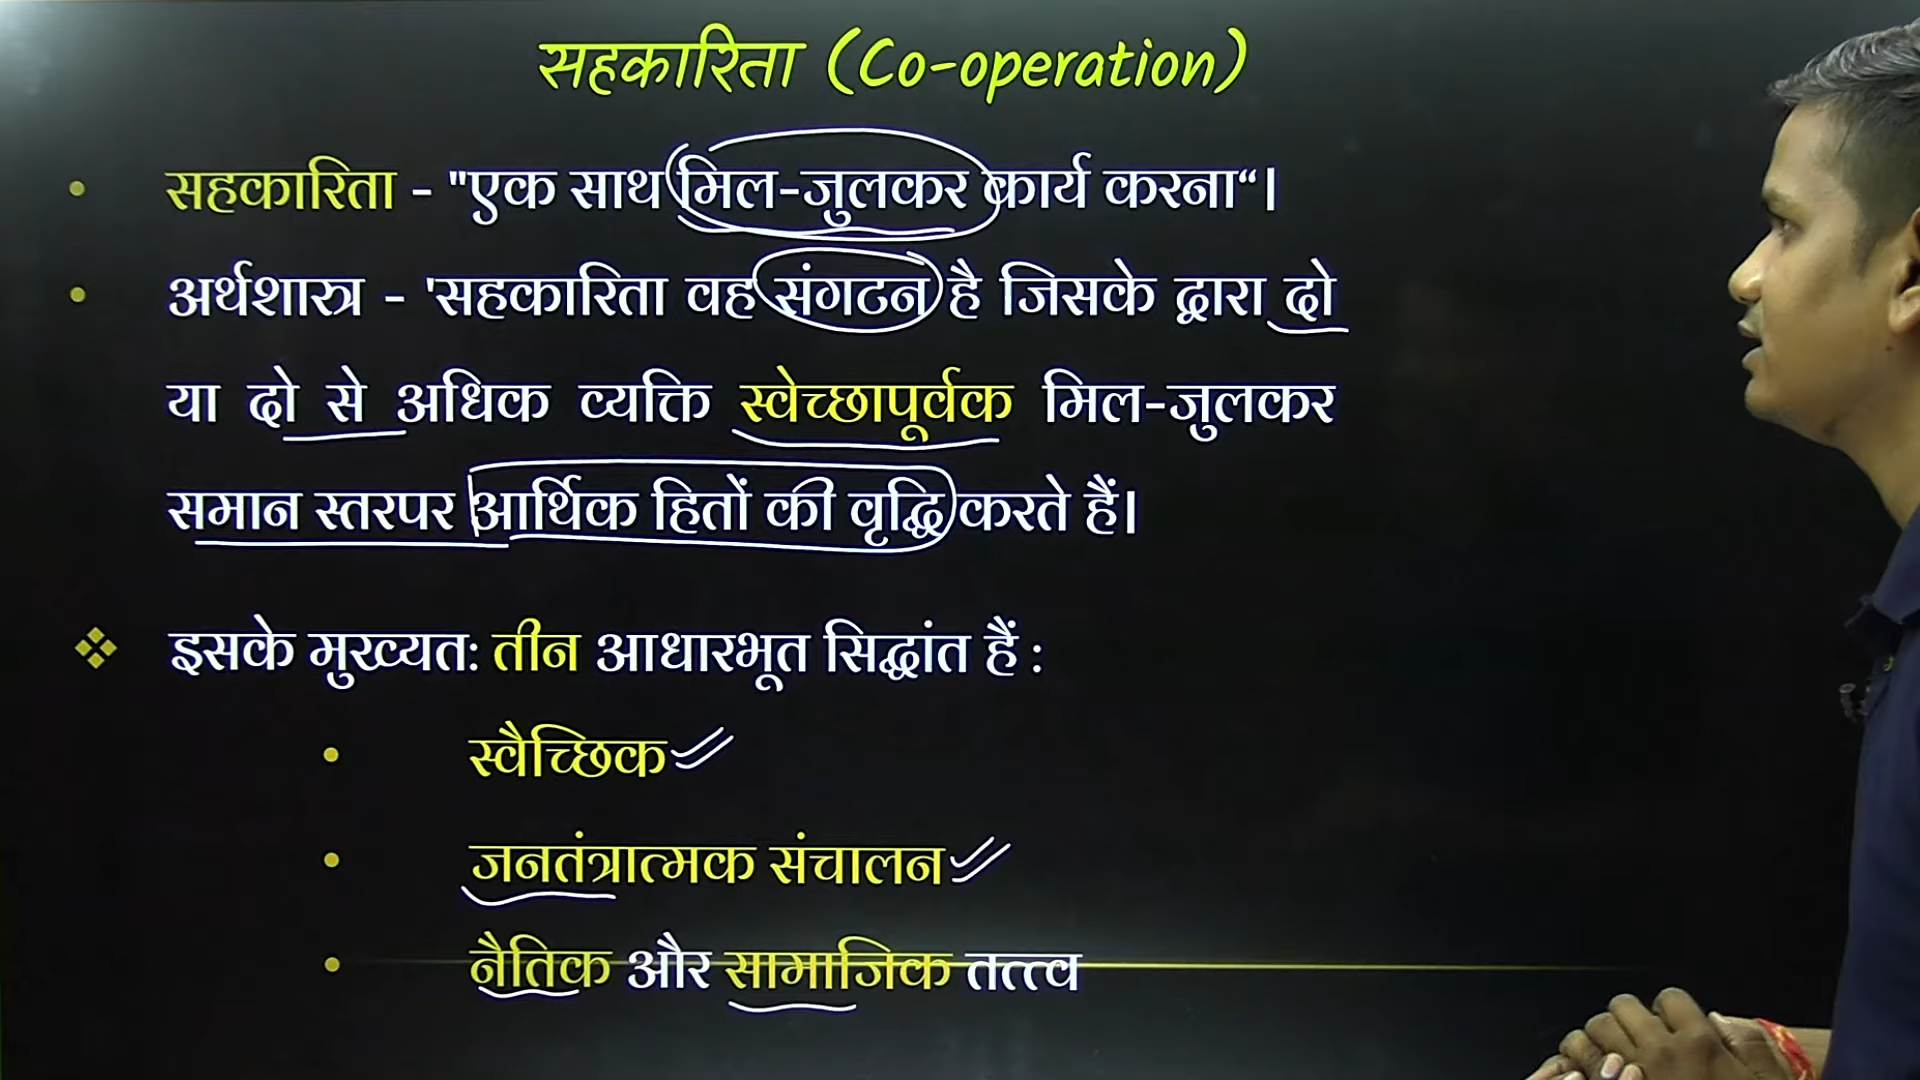 सहकारिता (Co-operation)
• सहकारिता - "एक साथ मिल-जुलकर कार्य करना“।
• अर्थशास्त्र - 'सहकारिता वह संगटन है जिसके द्वारा दो
या दो से अधिक व्यक्ति स्वेच्छापूर्वक मिल-जुलकर
समान स्तरपर आर्थिक हितों की वृद्धि करते हैं।
❖ इसके मुख्यत: तीन आधारभूत सिद्धांत हैं :
• स्वैच्छिक
• जनतंत्रात्मक संचालन
• नैतिक और सामाजिक तत्त्व